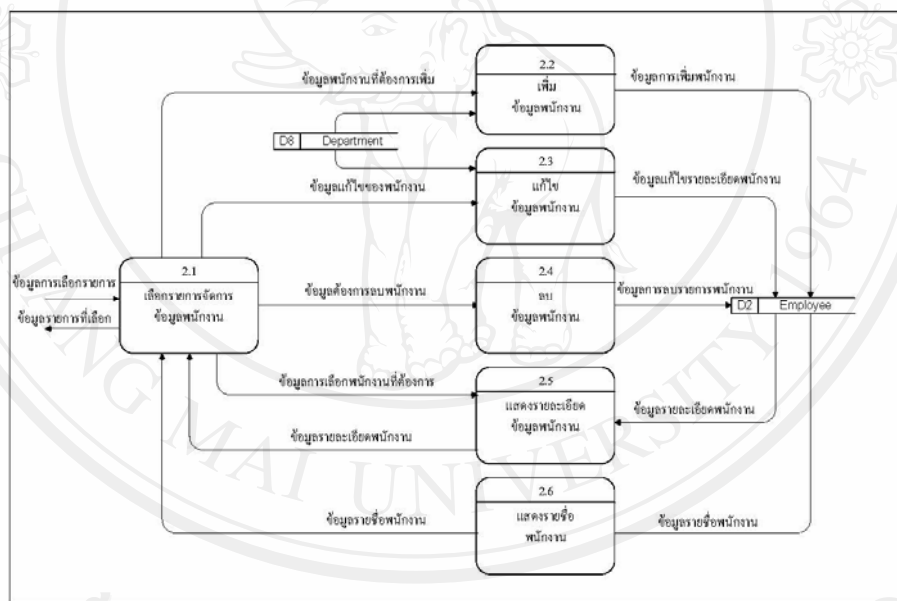 2.2
เพิ่ม
ข้อมูลพนักงาน
ข้อมูลพนักงานที่ต้องการเพิ่ม
ข้อมูลการเพิ่มพนักงาน
D8 Department
2.3
แก้ไข
ข้อมูลพนักงาน
ข้อมูลแก้ไขของพนักงาน
ข้อมูลแก้ไขรายละเอียดพนักงาน
2.1
เลือกรายการจัดการ
ข้อมูลพนักงาน
ข้อมูลการเลือกรายการ
ข้อมูลรายการที่เลือก
2.4
ลบ
ข้อมูลพนักงาน
ข้อมูลต้องการลบพนักงาน
ข้อมูลการลบรายการพนักงาน
D2 Employee
2.5
แสดงรายละเอียด
ข้อมูลพนักงาน
ข้อมูลการเลือกพนักงานที่ต้องการ
ข้อมูลรายละเอียดพนักงาน
ข้อมูลรายละเอียดพนักงาน
2.6
แสดงรายชื่อ
พนักงาน
ข้อมูลรายชื่อพนักงาน
ข้อมูลรายชื่อพนักงาน
CHIANG MAI UNIVERSITY 1964